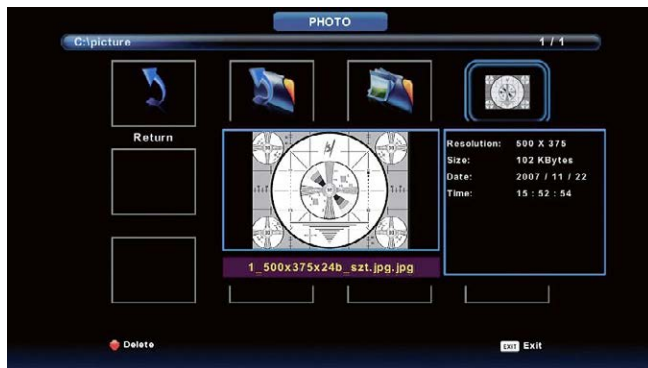 PHOTO
C:\picture 1 / 1
Return
Resolution: 500 X 375
Size: 102 KBytes
Date: 2007 / 11 / 22
Time: 15 : 52 : 54
1_500x375x24b_szt.jpg.jpg
Delete
EXIT Exit